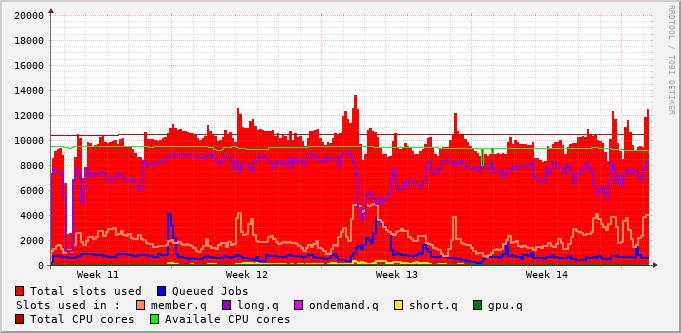 20000
18000
16000
14000
12000
10000
8000
6000
4000
2000
0
Week 11 Week 12 Week 13 Week 14
Total slots used Queued Jobs
Slots used in : member.q long.q ondemand.q short.q gpu.q
Total CPU cores Availale CPU cores
RRDTOOL / TOBI OETIKER